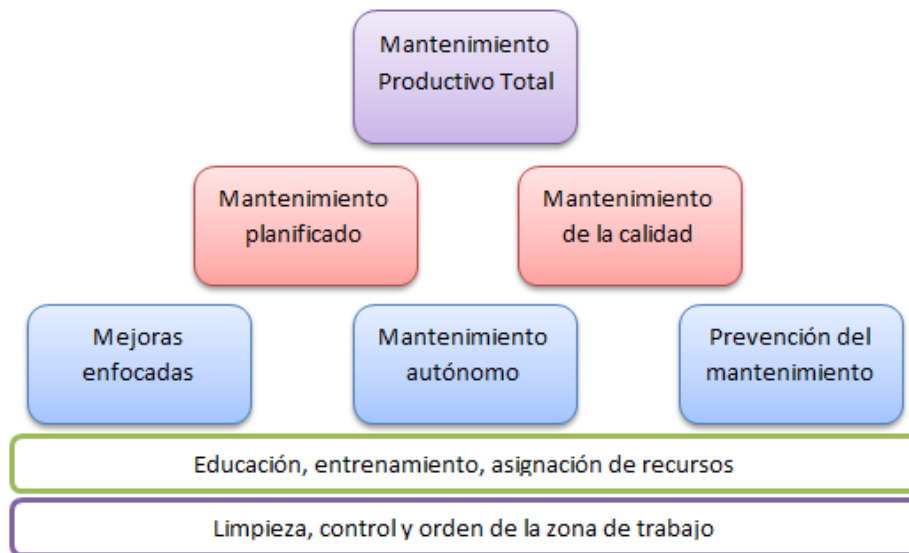 Mantenimiento
Productivo Total
Mantenimiento
planificado
Mantenimiento
de la calidad
Mejoras
enfocadas
Mantenimiento
autónomo
Prevención del
mantenimiento
Educación, entrenamiento, asignación de recursos
Limpieza, control y orden de la zona de trabajo